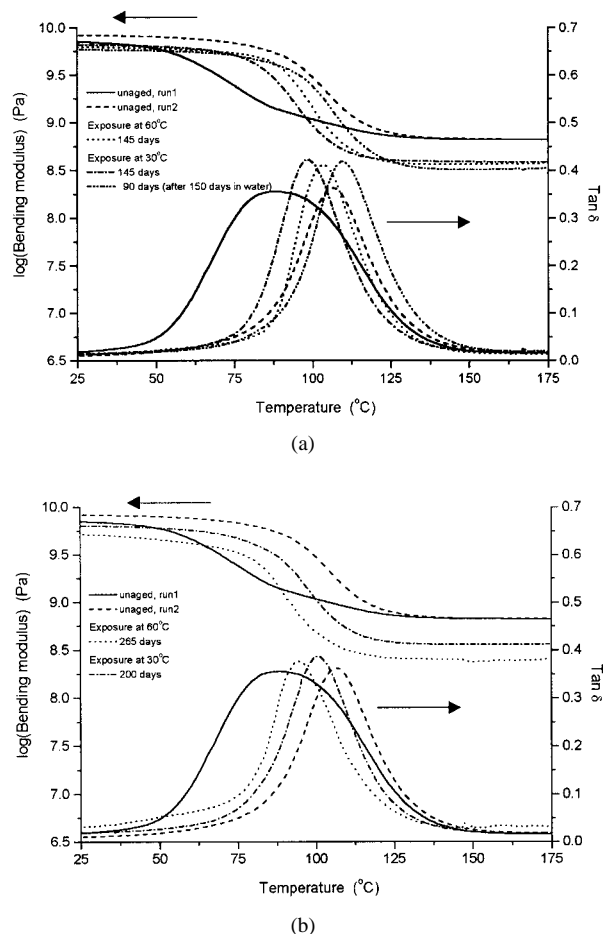 10.0
9.5
9.0
8.5
8.0
7.5
7.0
6.5
log(Bending modulus) (Pa)
unaged, run1
unaged, run2
Exposure at 60°C
145 days
Exposure at 30°C
145 days
90 days (after 150 days in water)
0.7
0.6
0.5
0.4
0.3
0.2
0.1
0.0
Tan δ
25 50 75 100 125 150 175
Temperature (°C)
(a)
10.0
9.5
9.0
8.5
8.0
7.5
7.0
6.5
log(Bending modulus) (Pa)
unaged, run1
unaged, run2
Exposure at 60°C
265 days
Exposure at 30°C
200 days
0.7
0.6
0.5
0.4
0.3
0.2
0.1
0.0
Tan δ
25 50 75 100 125 150 175
Temperature (°C)
(b)